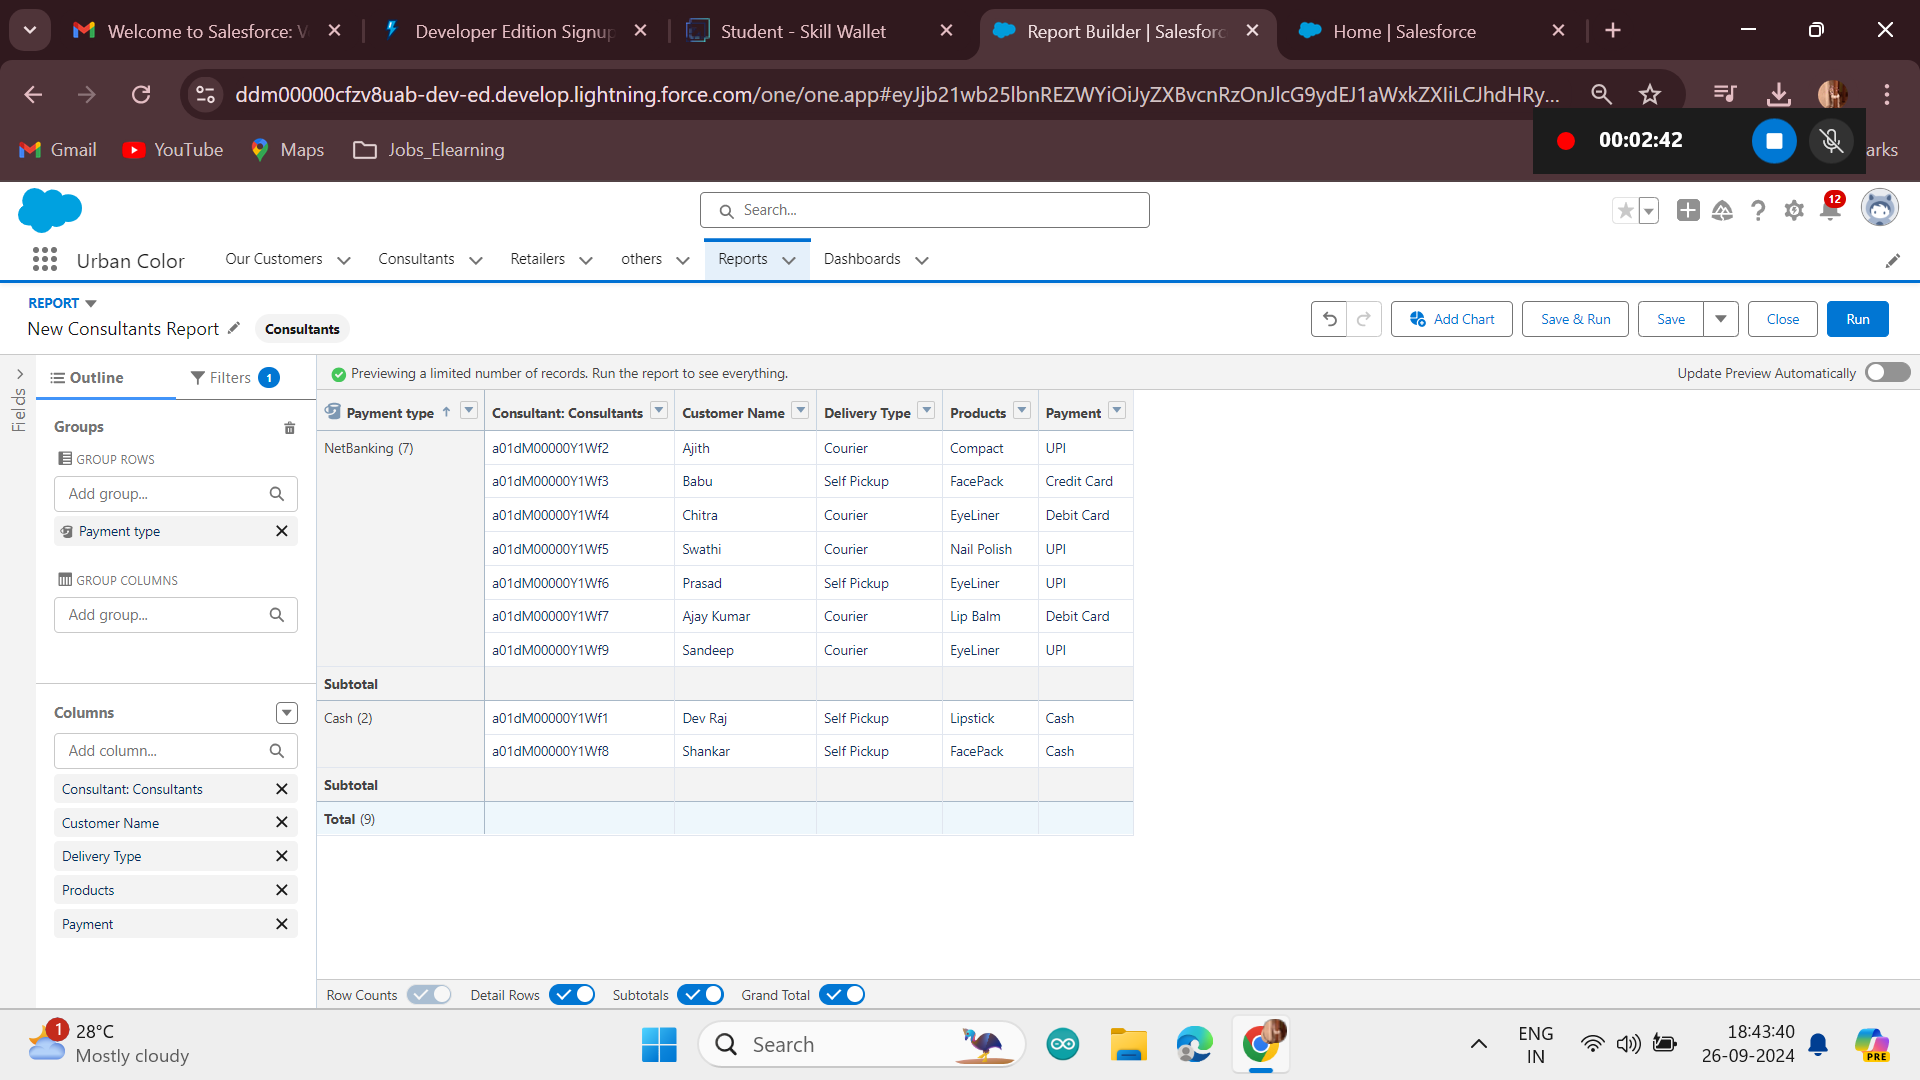 Welcome to Salesforce: V
Developer Edition Signup
Student - Skill Wallet
Report Builder | Salesforc
Home | Salesforce
ddm00000cfzv8uab-dev-ed.develop.lightning.force.com/one/one.app#eyJjb21wb25lbnREZWYiOiJyZXBvcnRzOnJlcG9ydEJ1aWxkZXIiLCJhdHRy...
Gmail
YouTube
Maps
Jobs_Elearning
00:02:42
arks
Search...
12
Urban Color
Our Customers
Consultants
Retailers
others
Reports
Dashboards
REPORT
New Consultants Report
Consultants
Add Chart
Save & Run
Save
Close
Run
Fields
Outline
Filters 1
Previewing a limited number of records. Run the report to see everything.
Update Preview Automatically
Groups
GROUP ROWS
Add group...
Payment type
GROUP COLUMNS
Add group...
Columns
Add column...
Consultant: Consultants
Customer Name
Delivery Type
Products
Payment
Payment type ↑ Consultant: Consultants Customer Name Delivery Type Products Payment
NetBanking (7) a01dM00000Y1Wf2 Ajith Courier Compact UPI
a01dM00000Y1Wf3 Babu Self Pickup FacePack Credit Card
a01dM00000Y1Wf4 Chitra Courier EyeLiner Debit Card
a01dM00000Y1Wf5 Swathi Courier Nail Polish UPI
a01dM00000Y1Wf6 Prasad Self Pickup EyeLiner UPI
a01dM00000Y1Wf7 Ajay Kumar Courier Lip Balm Debit Card
a01dM00000Y1Wf9 Sandeep Courier EyeLiner UPI
Subtotal
Cash (2) a01dM00000Y1Wf1 Dev Raj Self Pickup Lipstick Cash
a01dM00000Y1Wf8 Shankar Self Pickup FacePack Cash
Subtotal
Total (9)
Row Counts
Detail Rows
Subtotals
Grand Total
1
28°C
Mostly cloudy
Search
ENG
IN
18:43:40
26-09-2024
PRE